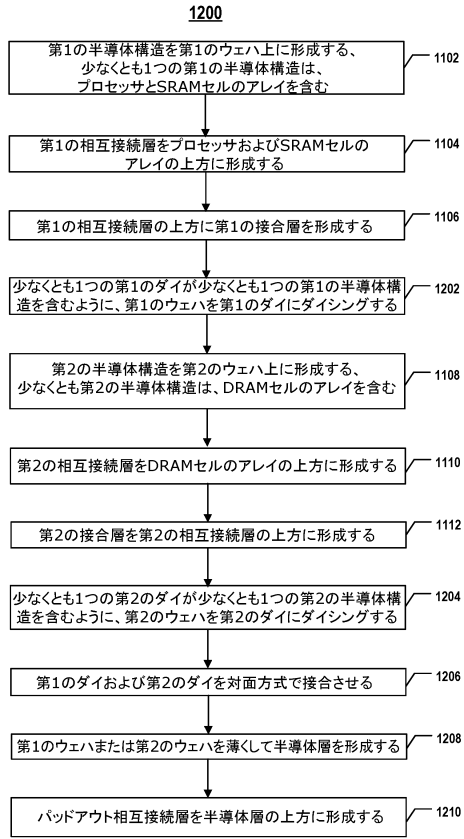 1200
第1の半導体構造を第1のウェハ上に形成する、
少なくとも1つの第1の半導体構造は、
プロセッサとSRAMセルのアレイを含む
1102
第1の相互接続層をプロセッサおよびSRAMセルの
アレイの上方に形成する
1104
第1の相互接続層の上方に第1の接合層を形成する
1106
少なくとも1つの第1のダイが少なくとも1つの第1の半導体構
造を含むように、第1のウェハを第1のダイにダイシングする
1202
第2の半導体構造を第2のウェハ上に形成する、
少なくとも第2の半導体構造は、DRAMセルのアレイを含む
1108
第2の相互接続層をDRAMセルのアレイの上方に形成する
1110
第2の接合層を第2の相互接続層の上方に形成する
1112
少なくとも1つの第2のダイが少なくとも1つの第2の半導体構
造を含むように、第2のウェハを第2のダイにダイシングする
1204
第1のダイおよび第2のダイを対面方式で接合させる
1206
第1のウェハまたは第2のウェハを薄くして半導体層を形成する
1208
パッドアウト相互接続層を半導体層の上方に形成する
1210